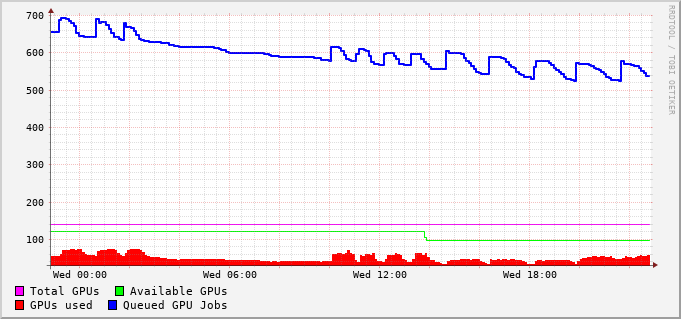 700
600
500
400
300
200
100
Wed 00:00 Wed 06:00 Wed 12:00 Wed 18:00
Total GPUs Available GPUs
GPUs used Queued GPU Jobs
RRDTOOL / TOBI OETIKER